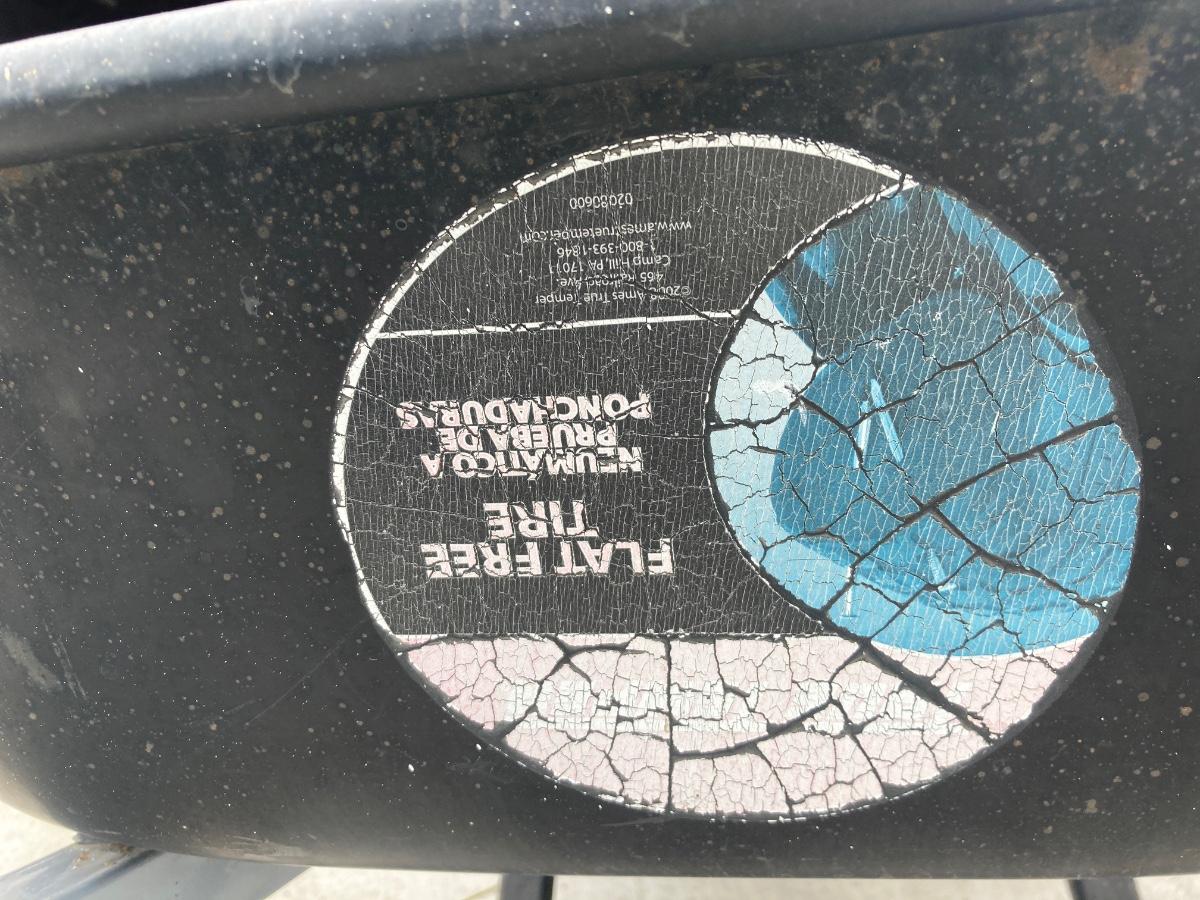 FLAT FREE
TIRE
NEUMÁTICO A
PRUEBA DE
PONCHADURAS
Ames True Temper
465 Railroad Ave.
Camp Hill, PA 17011
1-800-393-1846
www.amestruetemper.com
02080600